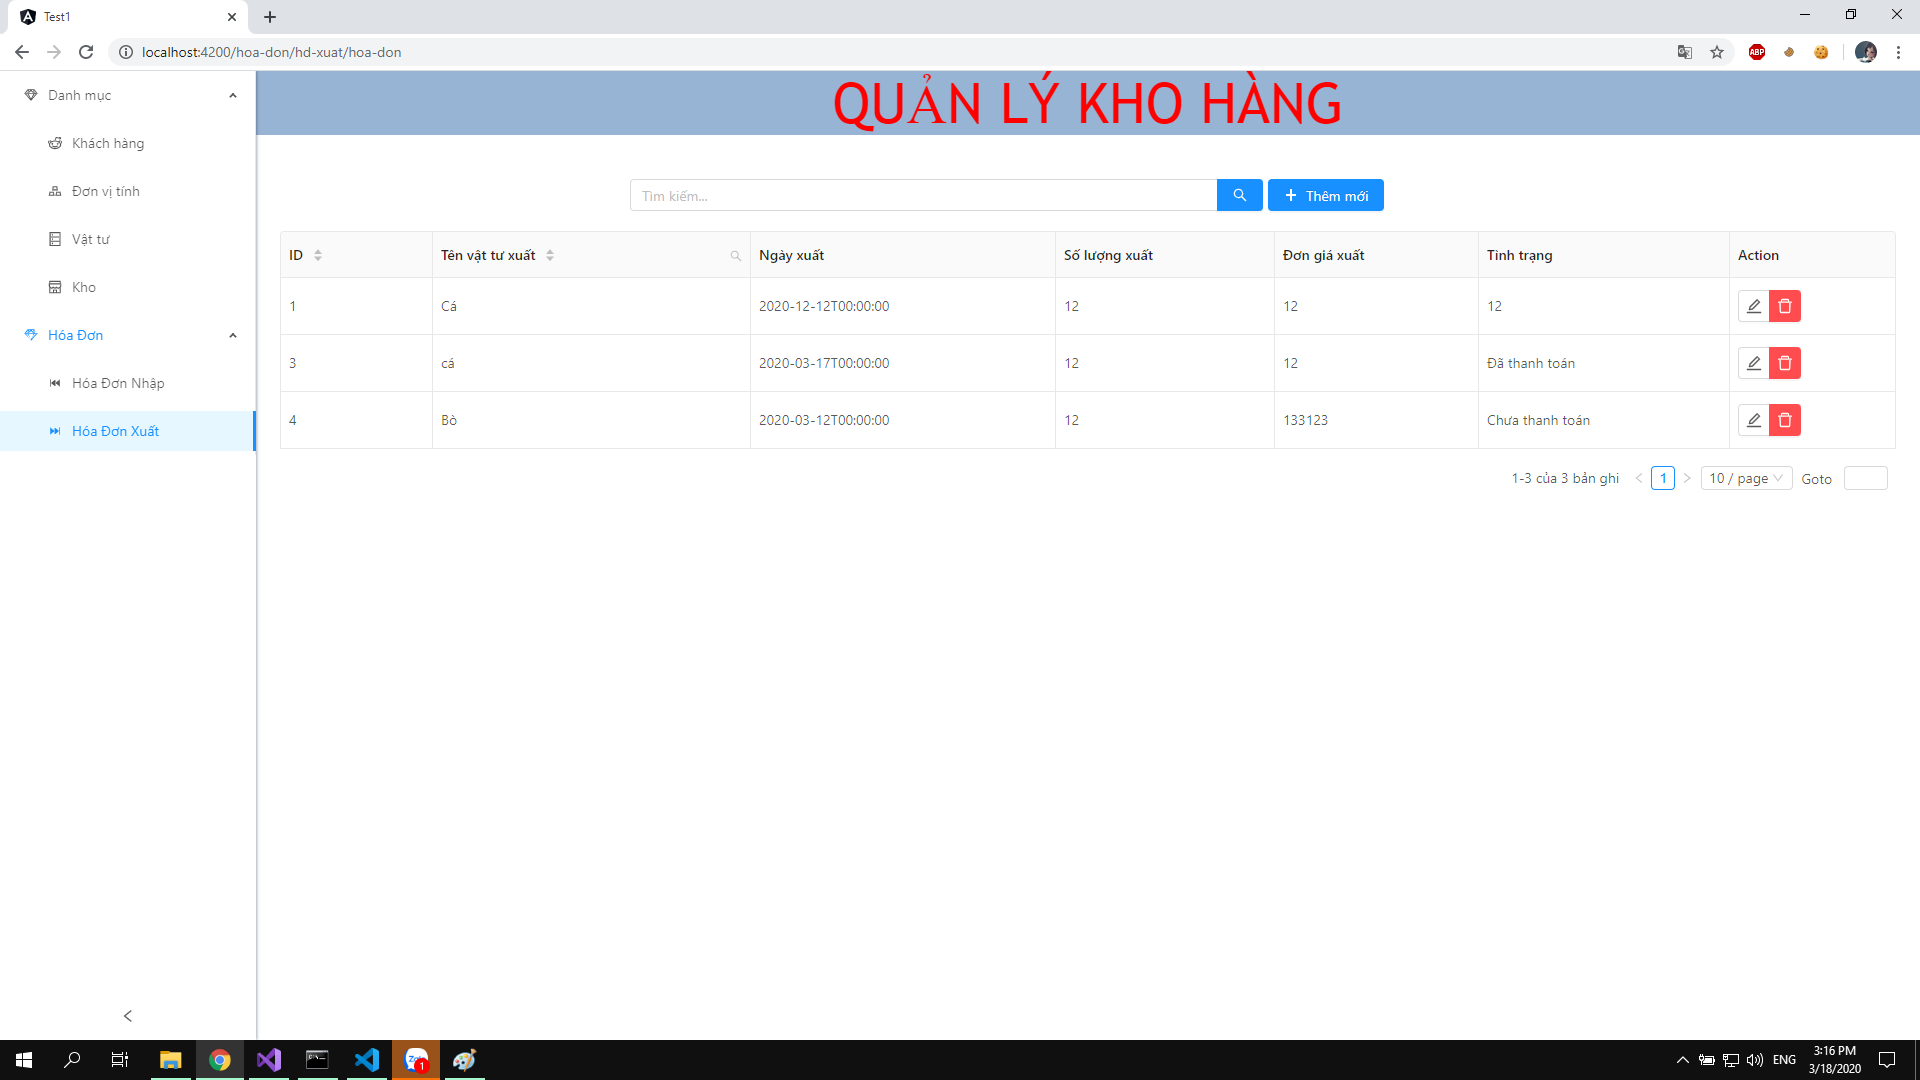 Test1
localhost:4200/hoa-don/hd-xuat/hoa-don
ABP
QUẢN LÝ KHO HÀNG
Danh mục
Khách hàng
Đơn vị tính
Vật tư
Kho
Hóa Đơn
Hóa Đơn Nhập
Hóa Đơn Xuất
Tìm kiếm...
Thêm mới
ID Tên vật tư xuất Ngày xuất Số lượng xuất Đơn giá xuất Tình trạng Action
1 Cá 2020-12-12T00:00:00 12 12 12
3 cá 2020-03-17T00:00:00 12 12 Đã thanh toán
4 Bò 2020-03-12T00:00:00 12 133123 Chưa thanh toán
1-3 của 3 bản ghi 1 10 / page Goto
1
ENG
3:16 PM
3/18/2020